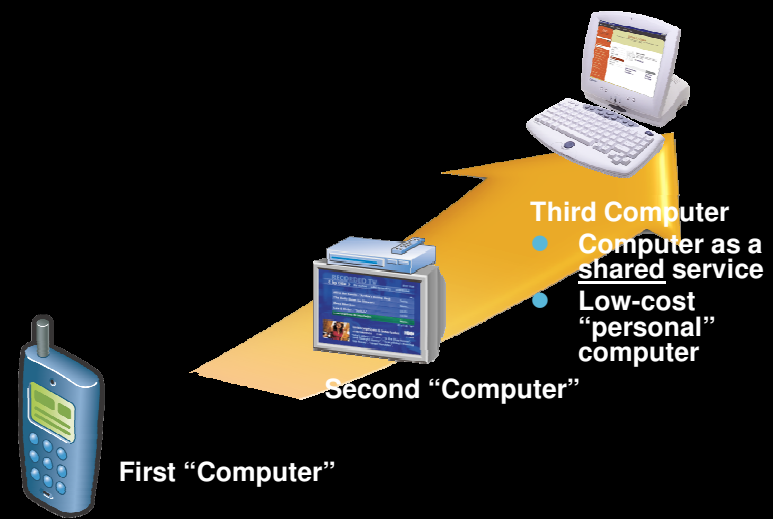 Third Computer
Computer as a
shared service
Low-cost
“personal”
computer
Second “Computer”
First “Computer”